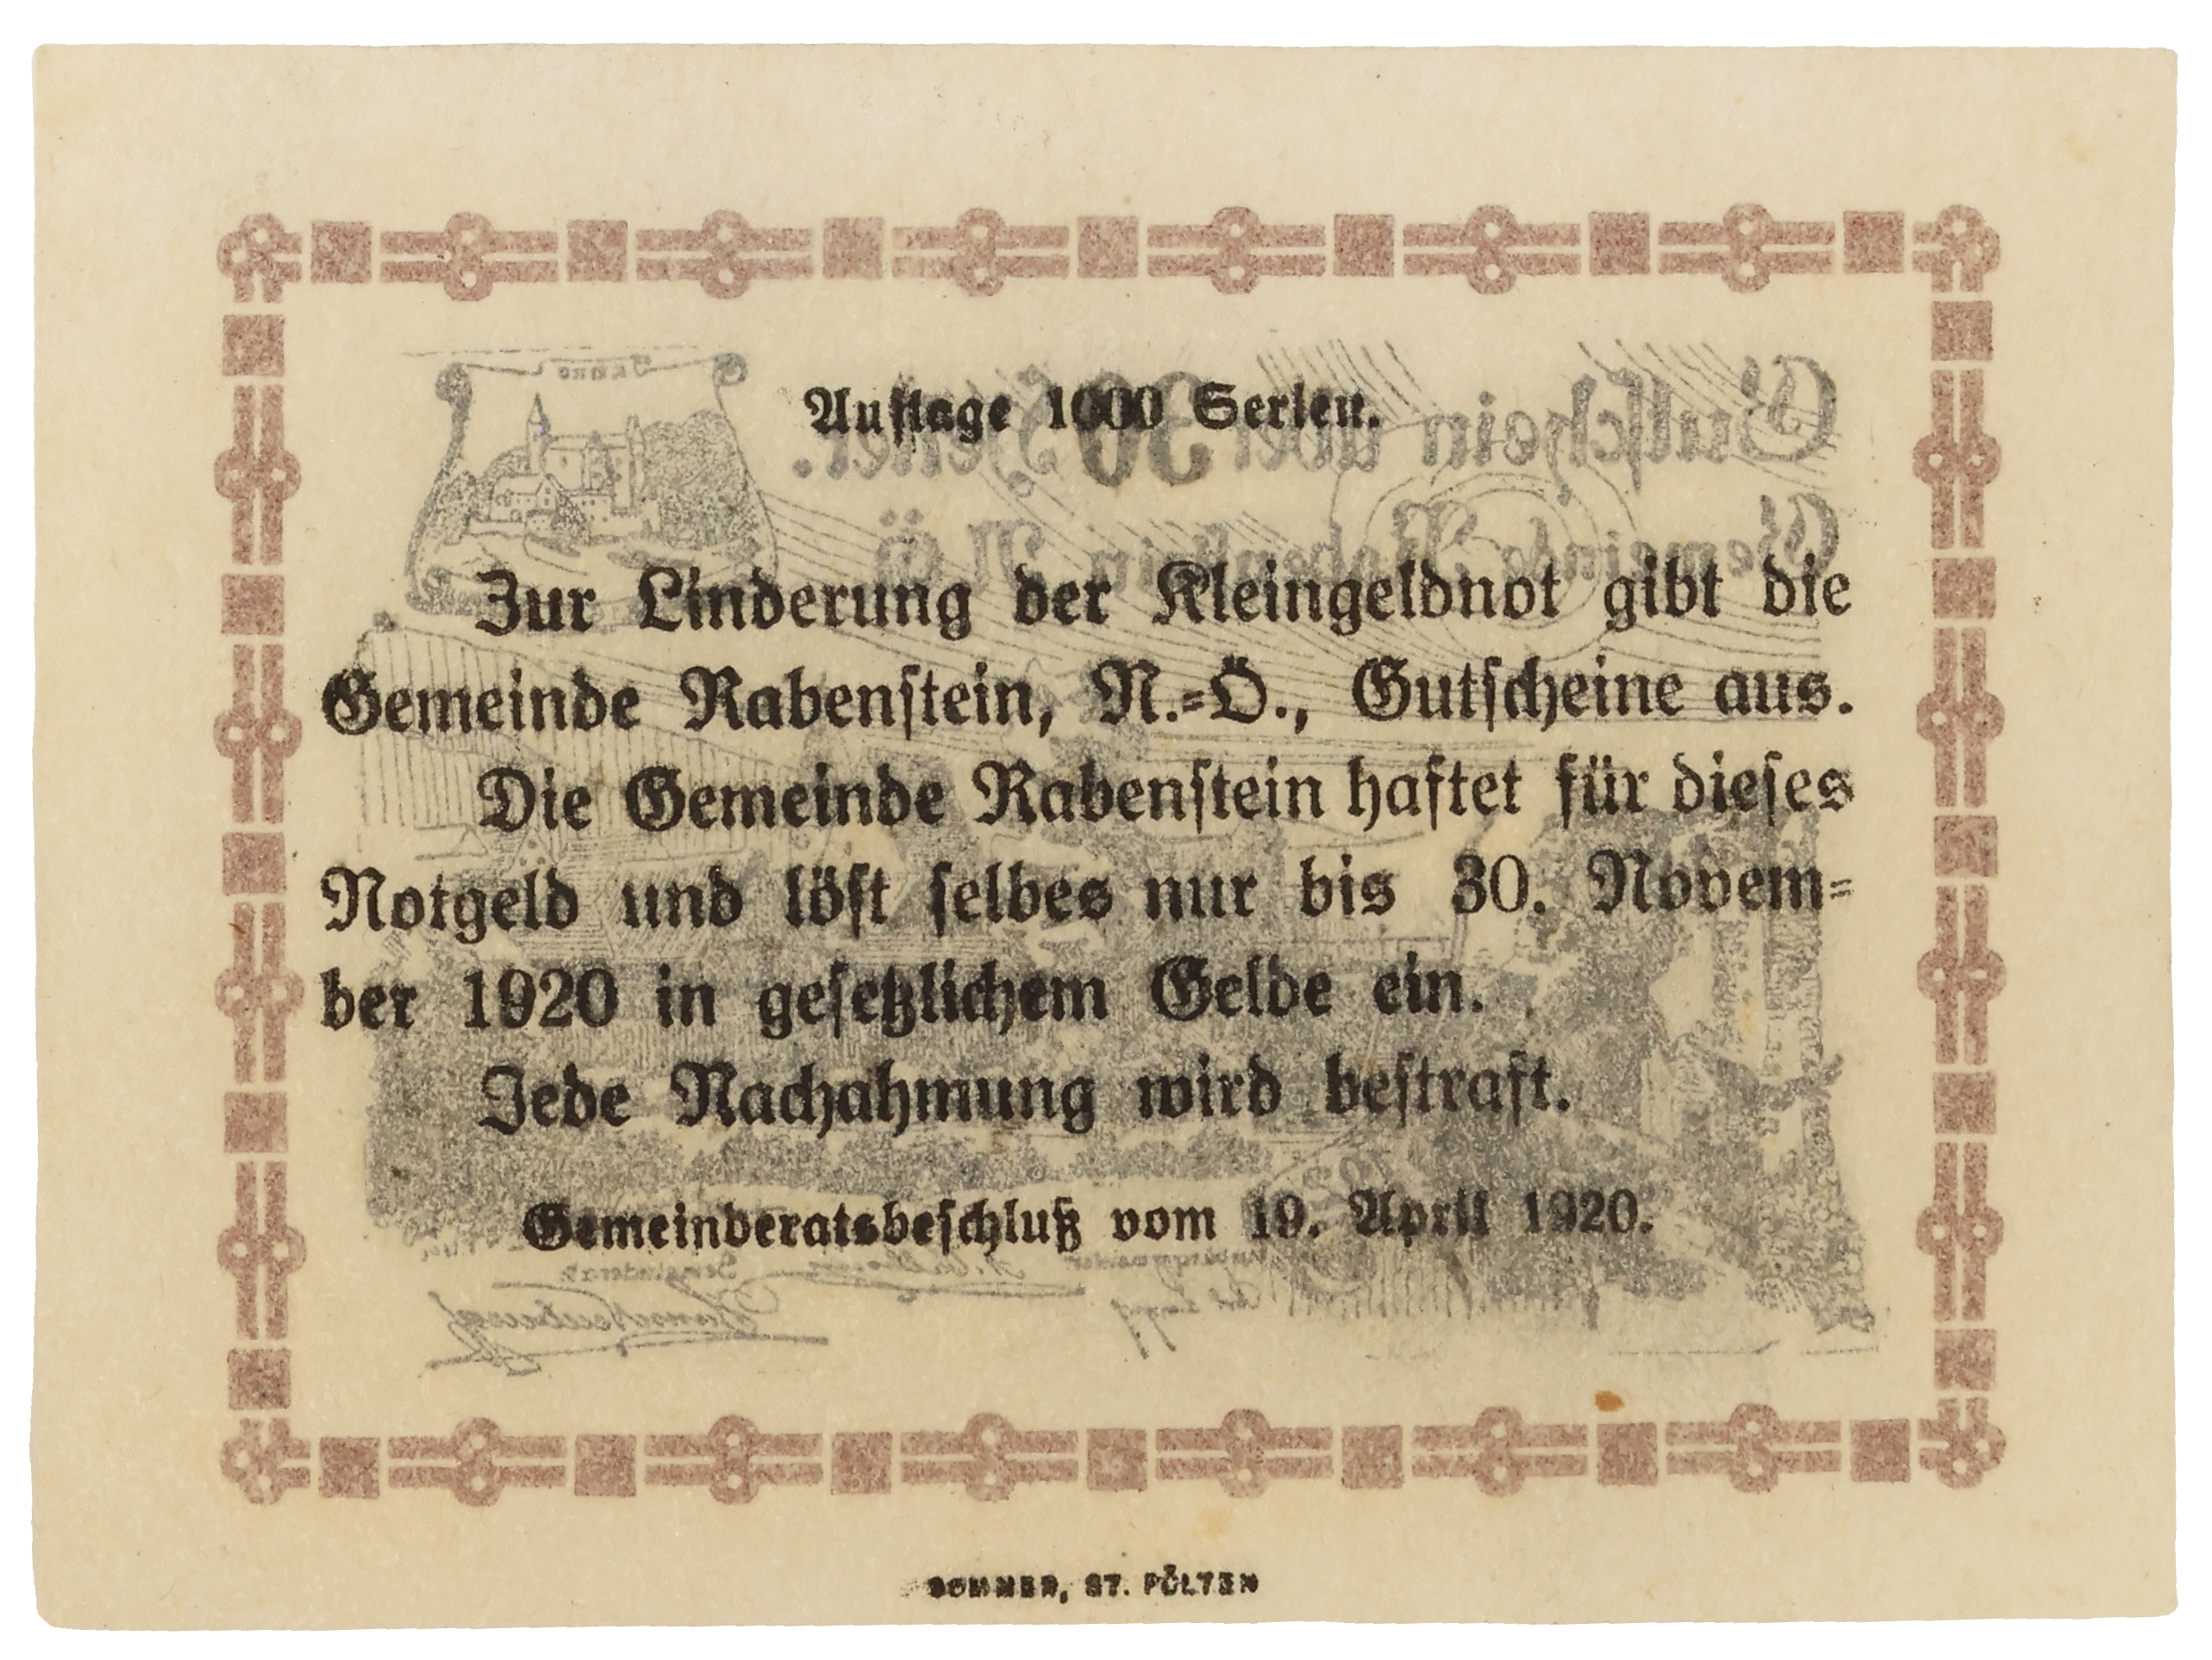 Auflage 1000 Serien.
Zur Linderung der Kleingeldnot gibt die
Gemeinde Rabenstein, N.=Ö., Gutscheine aus.
Die Gemeinde Rabenstein haftet für dieses
Notgeld und löst selbes nur bis 30. Novem=
ber 1920 in gesetzlichem Gelde ein.
Jede Nachahmung wird bestraft.
Gemeinderatsbeschluß vom 19. April 1920.
SOMMER, ST. PÖLTEN